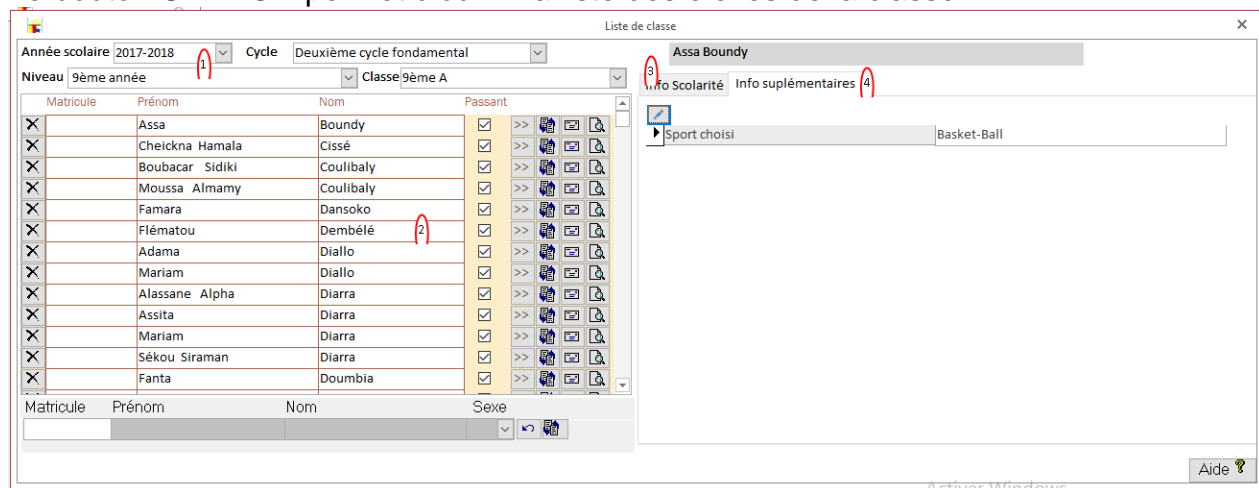 Liste de classe
Année scolaire 2017-2018 1 Cycle Deuxième cycle fondamental
Niveau 9ème année Classe 9ème A
Matricule Prénom Nom Passant
Assa Boundy >>
Cheickna Hamala Cissé >>
Boubacar Sidiki Coulibaly >>
Moussa Almamy Coulibaly >>
Famara Dansoko >>
Flématou Dembélé 2 >>
Adama Diallo >>
Mariam Diallo >>
Alassane Alpha Diarra >>
Assita Diarra >>
Mariam Diarra >>
Sékou Siraman Diarra >>
Fanta Doumbia >>
Matricule Prénom Nom Sexe
Assa Boundy
3
Info Scolarité Info suplémentaires 4
Sport choisi Basket-Ball
Aide ?